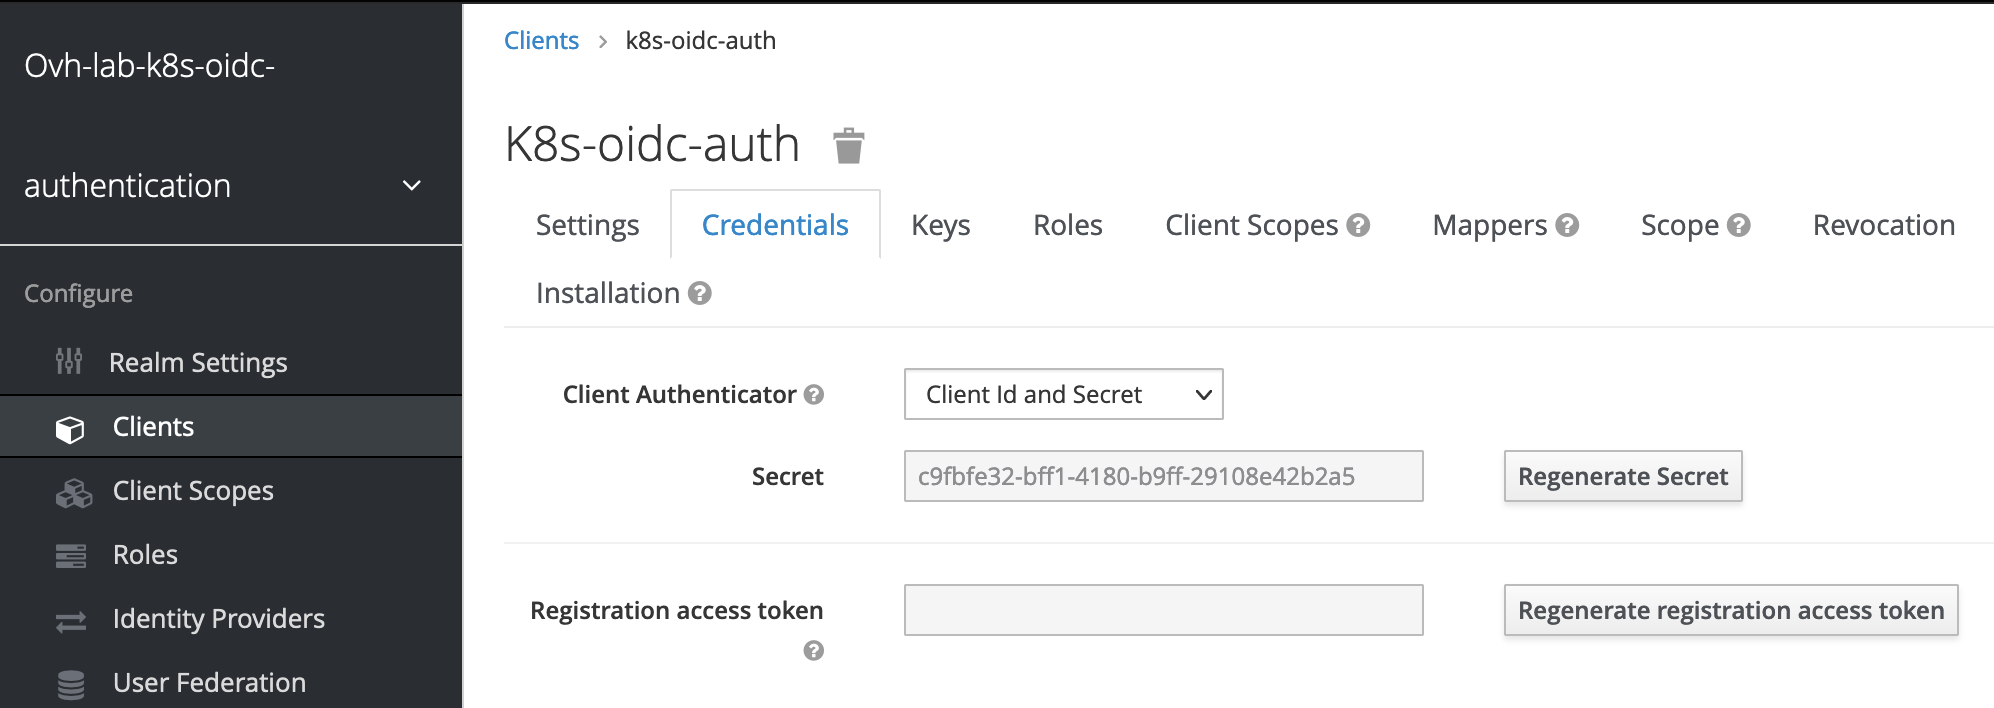 Ovh-lab-k8s-oidc-
authentication
Configure
Realm Settings
Clients
Client Scopes
Roles
Identity Providers
User Federation
Clients > k8s-oidc-auth
K8s-oidc-auth
Settings Credentials Keys Roles Client Scopes ? Mappers ? Scope ? Revocation
Installation ?
Client Authenticator ? Client Id and Secret
Secret c9fbfe32-bff1-4180-b9ff-29108e42b2a5 Regenerate Secret
Registration access token Regenerate registration access token
?